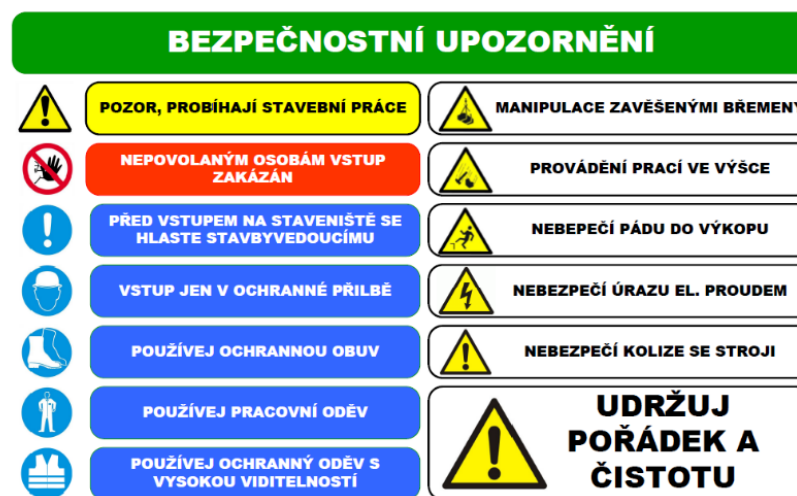 BEZPEČNOSTNÍ UPOZORNĚNÍ
POZOR, PROBÍHAJÍ STAVEBNÍ PRÁCE
NEPOVOLANÝM OSOBÁM VSTUP
ZAKÁZÁN
PŘED VSTUPEM NA STAVENIŠTĚ SE
HLASTE STAVBYVEDOUCÍMU
VSTUP JEN V OCHRANNÉ PŘILBĚ
POUŽÍVEJ OCHRANNOU OBUV
POUŽÍVEJ PRACOVNÍ ODĚV
POUŽÍVEJ OCHRANNÝ ODĚV S
VYSOKOU VIDITELNOSTÍ
MANIPULACE ZAVĚŠENÝMI BŘEMENY
PROVÁDĚNÍ PRACÍ VE VÝŠCE
NEBEPEČÍ PÁDU DO VÝKOPU
NEBEZPEČÍ ÚRAZU EL. PROUDEM
NEBEZPEČÍ KOLIZE SE STROJI
UDRŽUJ
POŘÁDEK A
ČISTOTU